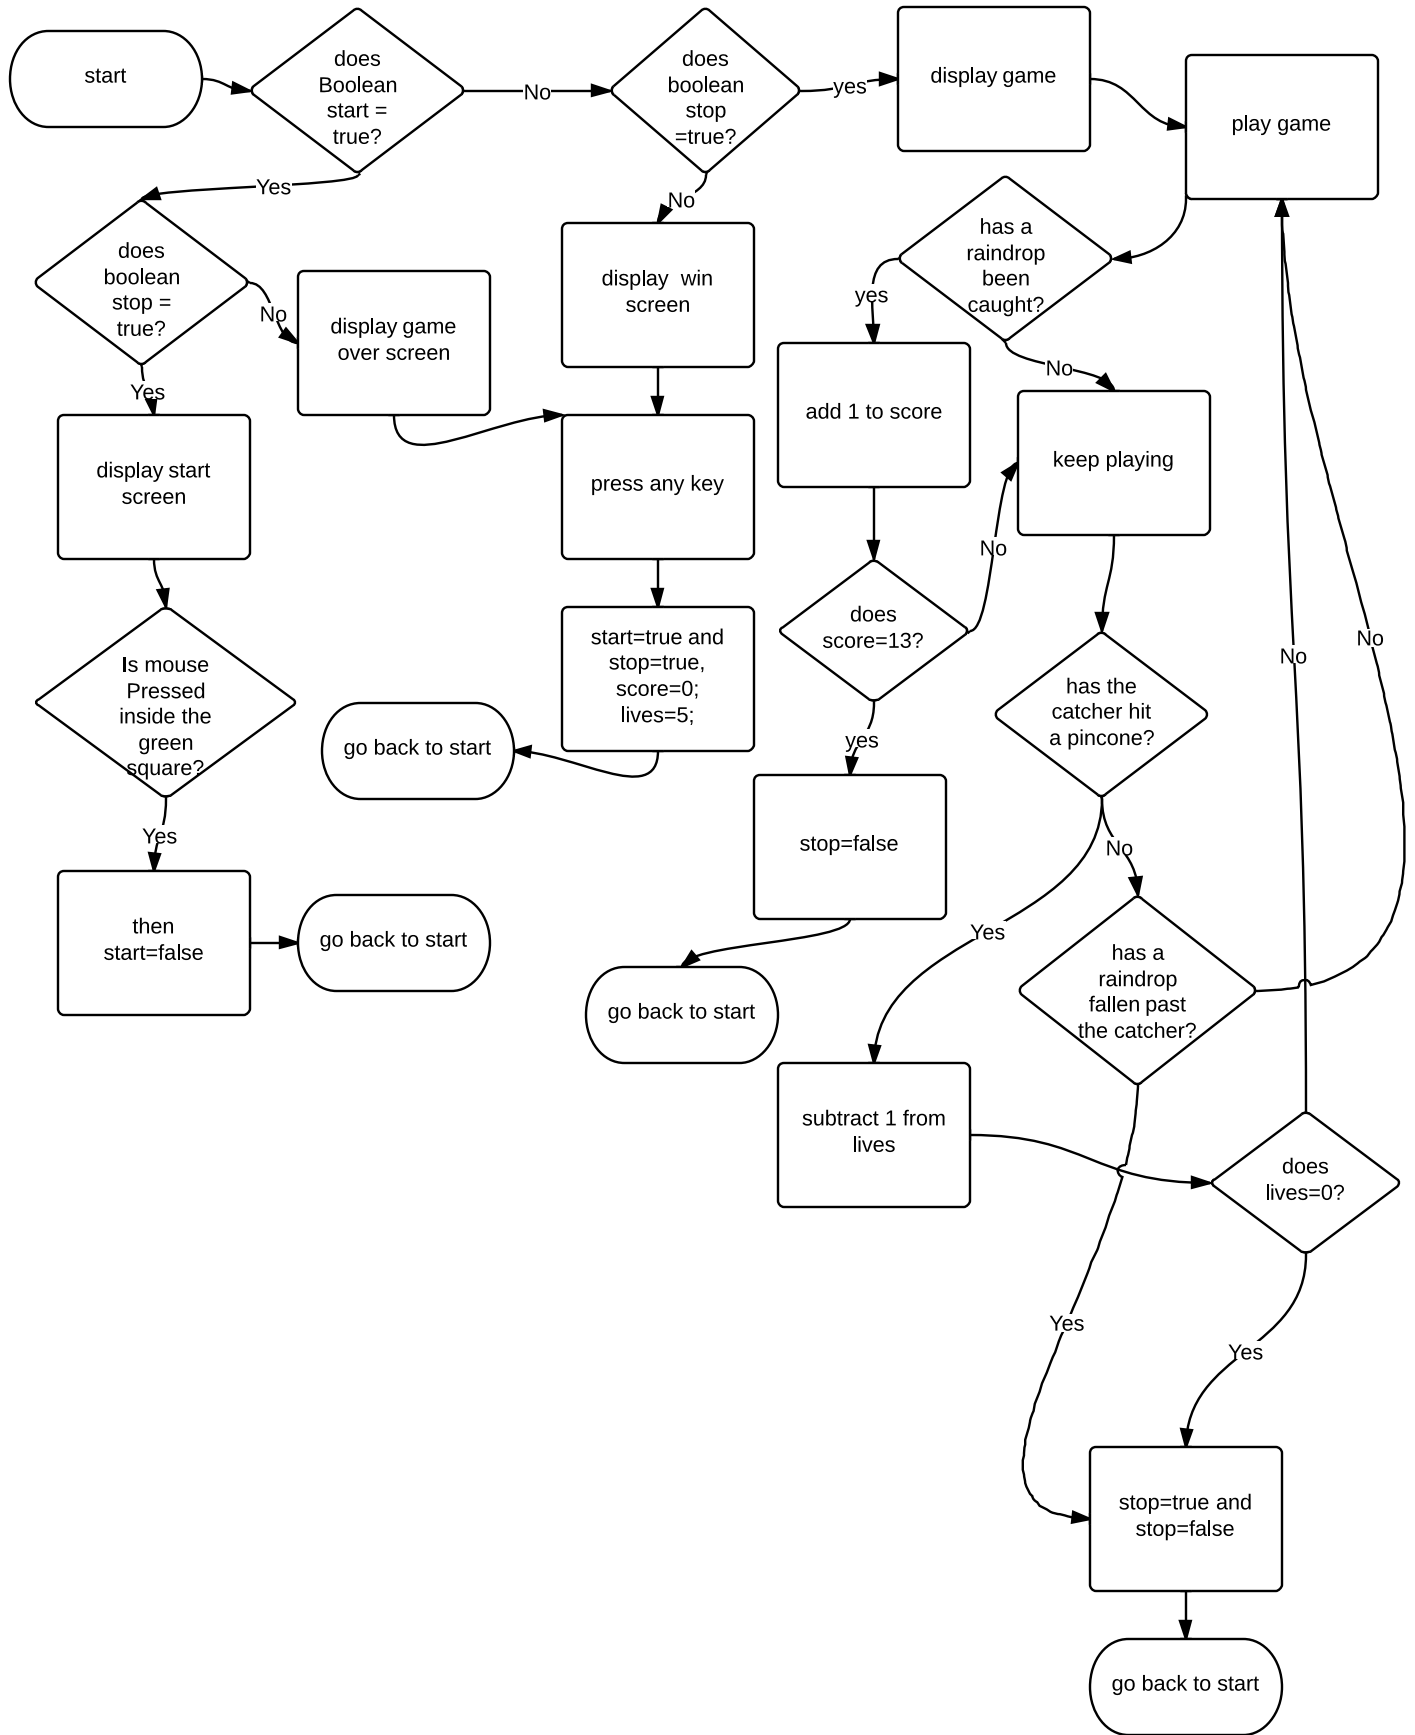 start
does
Boolean
start =
true?
No
does
boolean
stop
=true?
yes
display game
play game
Yes
No
does
boolean
stop =
true?
No
display game
over screen
display  win
screen
has a
raindrop
been
caught?
yes
No
Yes
display start
screen
press any key
add 1 to score
keep playing
No
Is mouse
Pressed
inside the
green
square?
start=true and
stop=true,
score=0;
lives=5;
go back to start
does
score=13?
yes
has the
catcher hit
a pincone?
No
No
Yes
then
start=false
go back to start
stop=false
go back to start
No
Yes
has a
raindrop
fallen past
the catcher?
subtract 1 from
lives
does
lives=0?
Yes
Yes
stop=true and
stop=false
go back to start